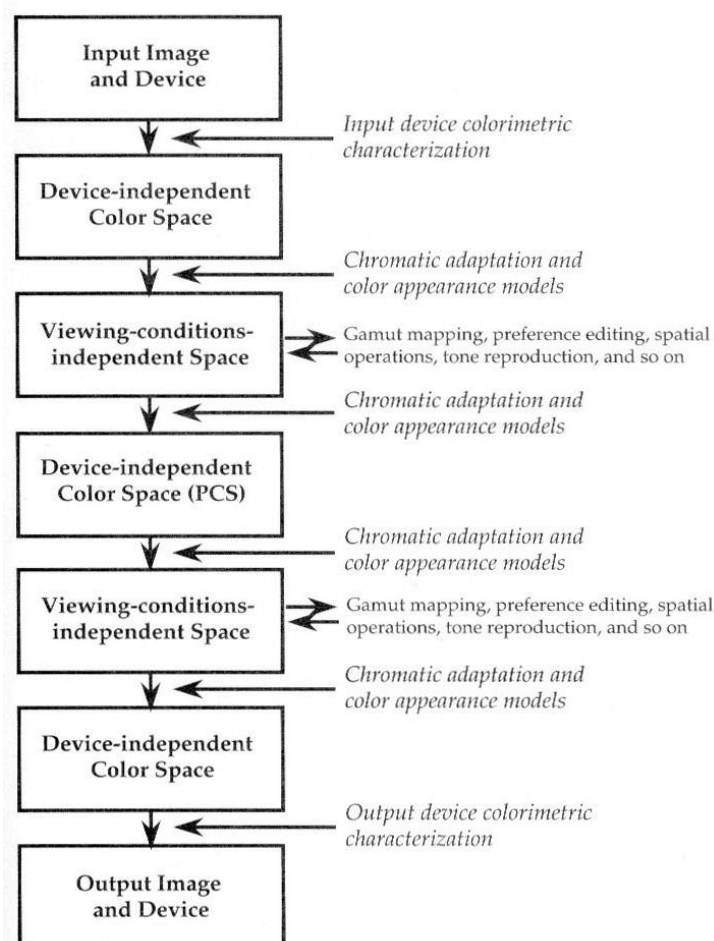 Input Image
and Device
Input device colorimetric
characterization
Device-independent
Color Space
Chromatic adaptation and
color appearance models
Viewing-conditions-
independent Space
Gamut mapping, preference editing, spatial
operations, tone reproduction, and so on
Chromatic adaptation and
color appearance models
Device-independent
Color Space (PCS)
Chromatic adaptation and
color appearance models
Viewing-conditions-
independent Space
Gamut mapping, preference editing, spatial
operations, tone reproduction, and so on
Chromatic adaptation and
color appearance models
Device-independent
Color Space
Output device colorimetric
characterization
Output Image
and Device